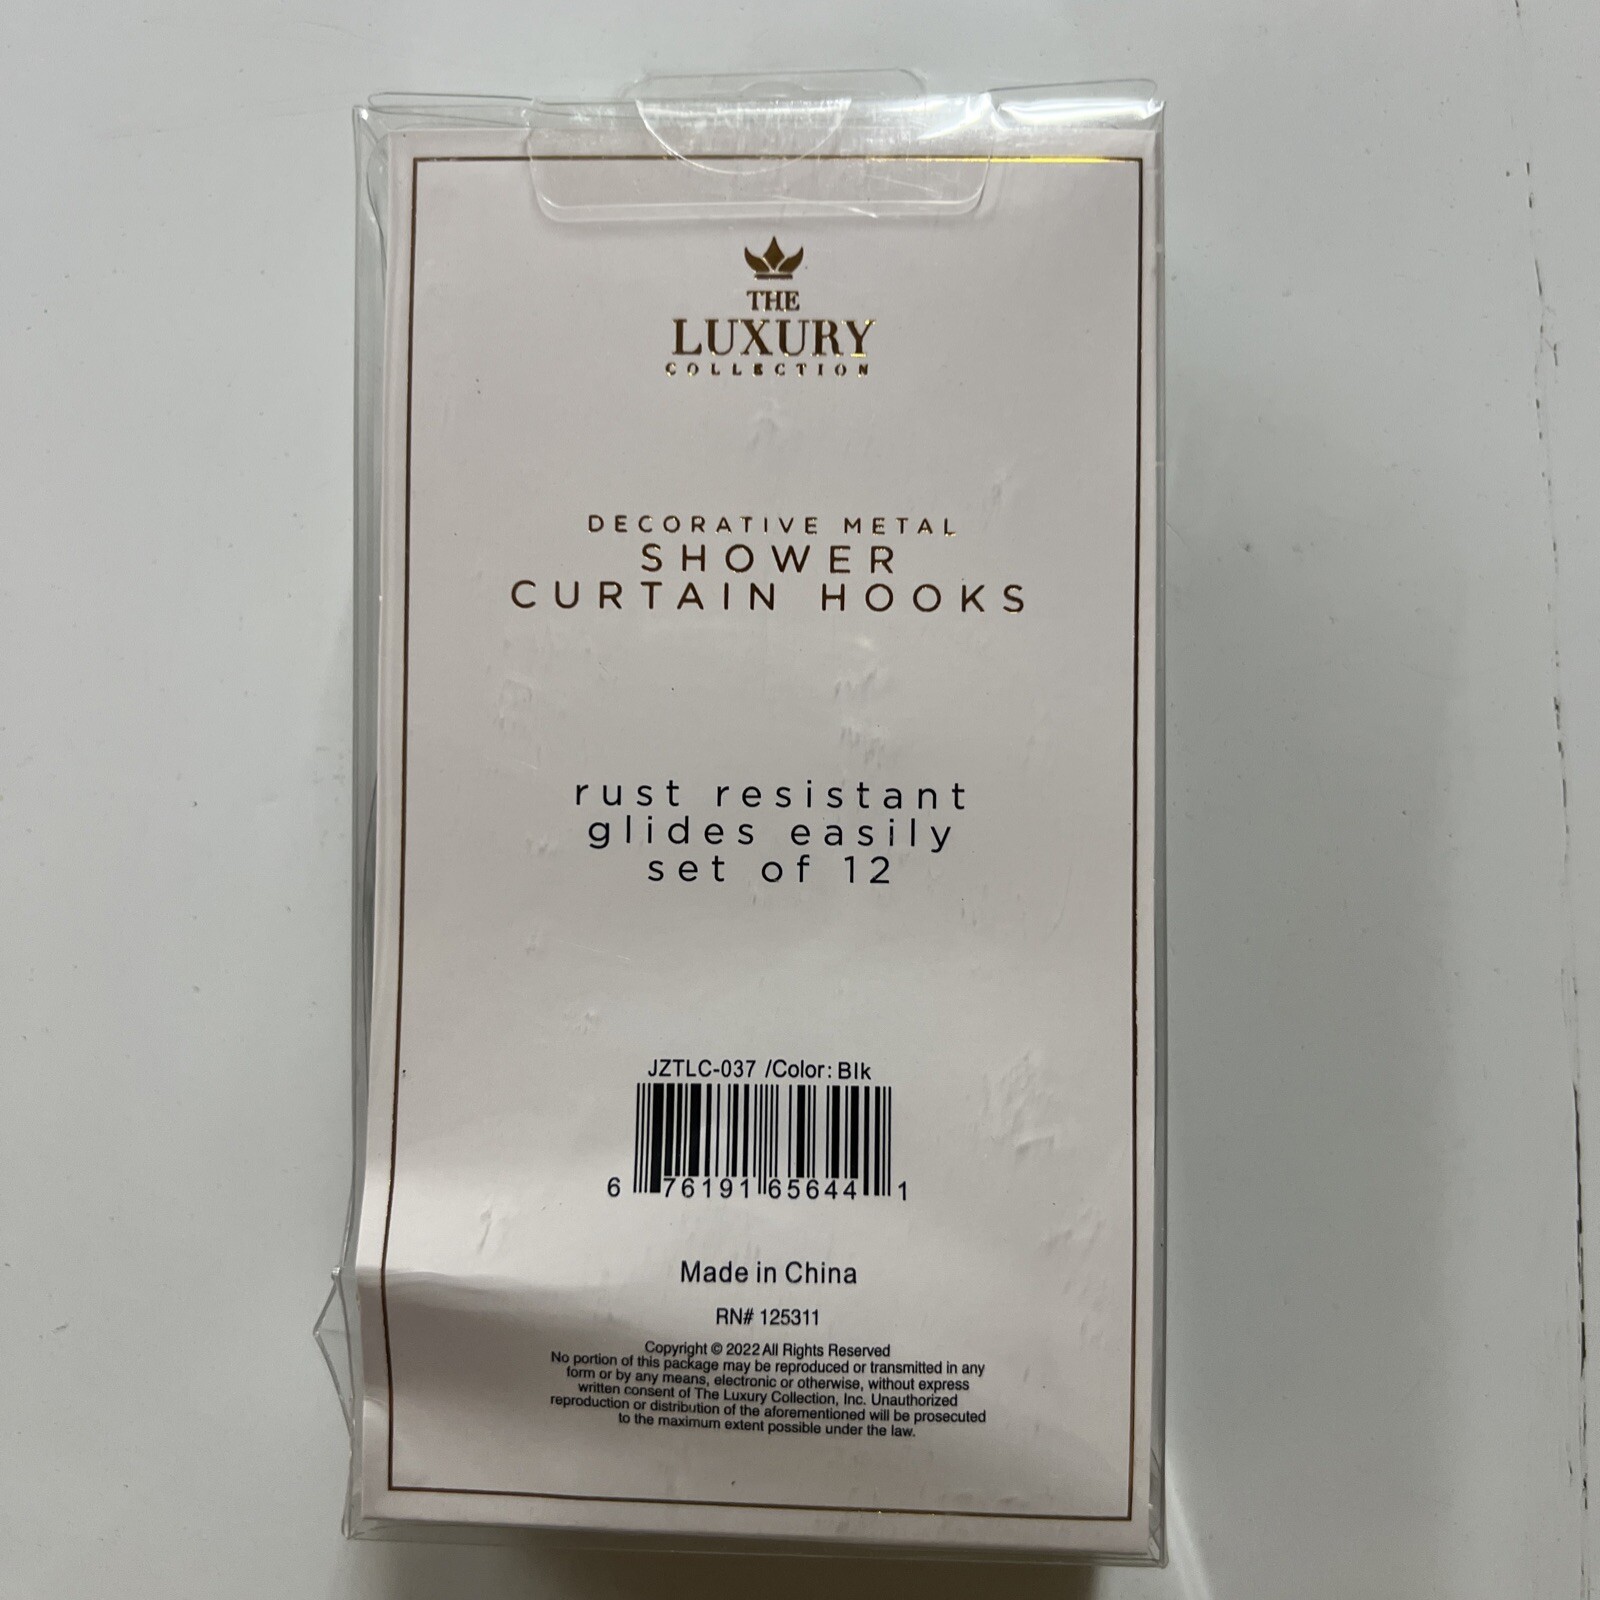 THE
LUXURY
COLLECTION
DECORATIVE METAL
SHOWER
CURTAIN HOOKS
rust resistant
glides easily
set of 12
JZTLC-037 /Color: Blk
6 76191 65644 1
Made in China
RN# 125311
Copyright © 2022 All Rights Reserved
No portion of this package may be reproduced or transmitted in any
form or by any means, electronic or otherwise, without express
written consent of The Luxury Collection, Inc. Unauthorized
reproduction or distribution of the aforementioned will be prosecuted
to the maximum extent possible under the law.